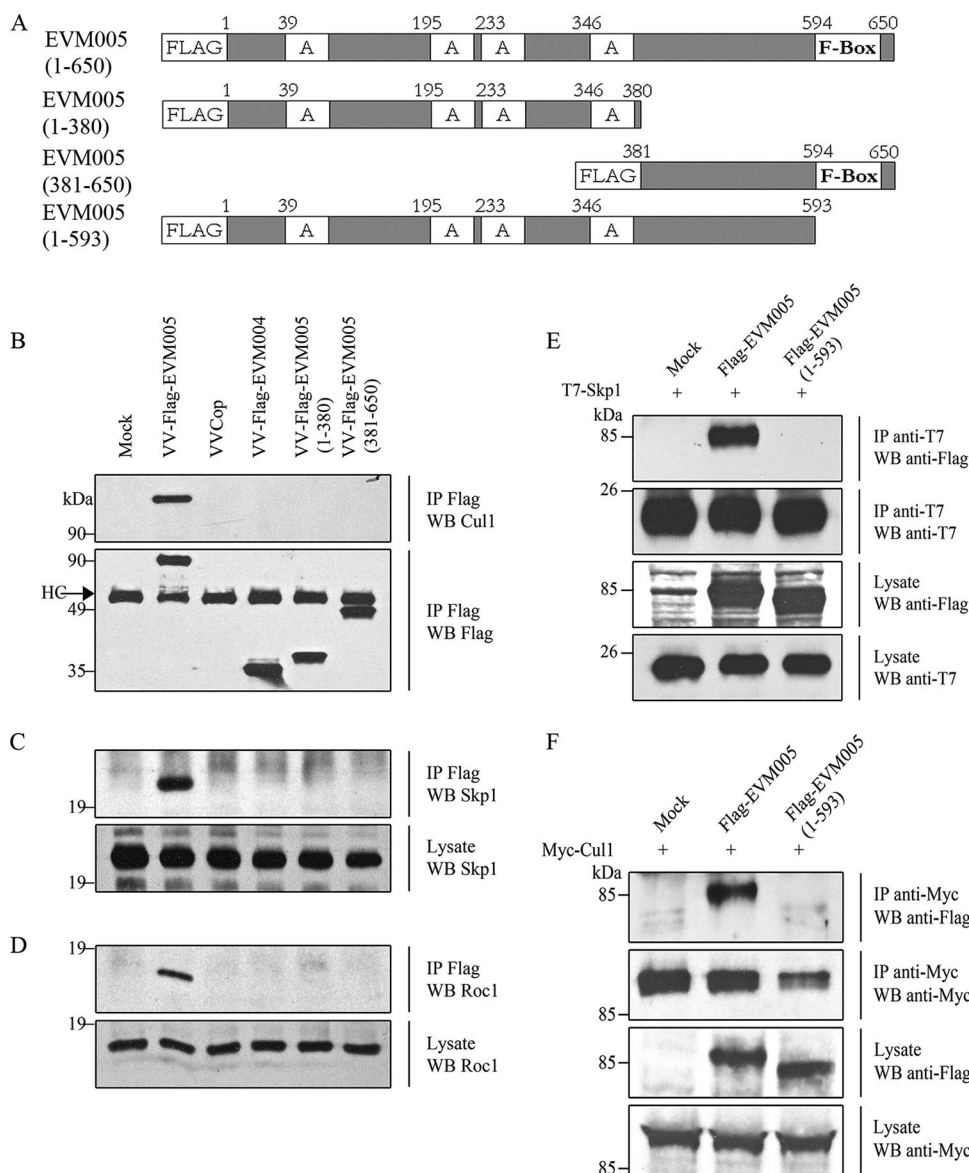 A
EVM005
(1-650)
1 39 195 233 346 594 650
FLAG A A A A F-Box
EVM005
(1-380)
1 39 195 233 346 380
FLAG A A A A
EVM005
(381-650)
381 594 650
FLAG F-Box
EVM005
(1-593)
1 39 195 233 346 593
FLAG A A A A
B
Mock
VV-Flag-EVM005
VVCop
VV-Flag-EVM004
VV-Flag-EVM005
(1-380)
VV-Flag-EVM005
(381-650)
kDa
90
IP Flag
WB Cul1
90
HC
49
35
IP Flag
WB Flag
C
19
IP Flag
WB Skp1
19
Lysate
WB Skp1
D
19
IP Flag
WB Roc1
19
Lysate
WB Roc1
E
Mock
Flag-EVM005
Flag-EVM005
(1-593)
T7-Skp1 + + +
kDa
85
IP anti-T7
WB anti-Flag
26
IP anti-T7
WB anti-T7
85
Lysate
WB anti-Flag
26
Lysate
WB anti-T7
F
Mock
Flag-EVM005
Flag-EVM005
(1-593)
Myc-Cul1 + + +
kDa
85
IP anti-Myc
WB anti-Flag
85
IP anti-Myc
WB anti-Myc
85
Lysate
WB anti-Flag
85
Lysate
WB anti-Myc